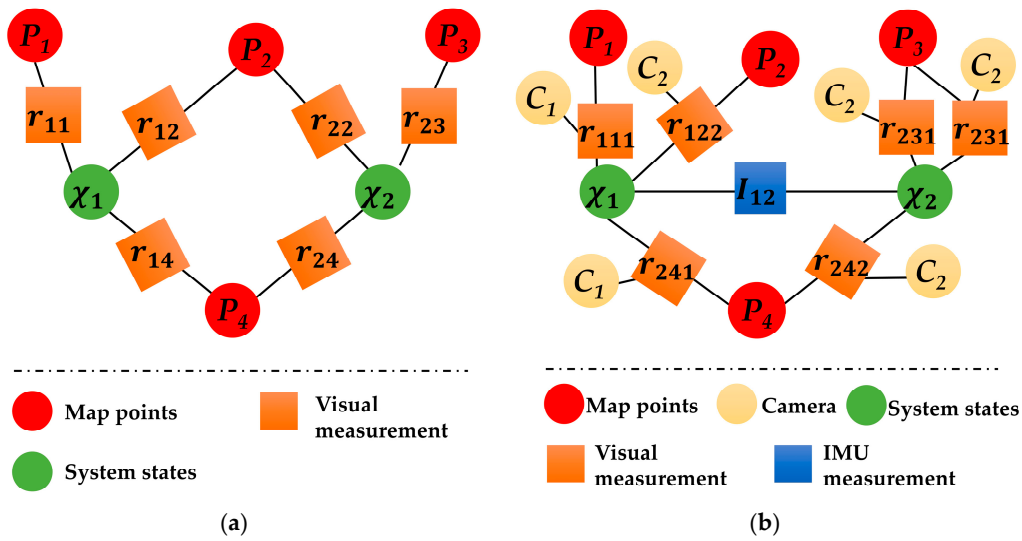 P1
P2
P3
r11
r12
r22
r23
χ1
χ2
r14
r24
P4
Map points
Visual
measurement
System states
(a)
P1
C2
P2
P3
C2
C1
C2
r111
r122
r231
r231
χ1
I12
χ2
r241
r242
C1
P4
C2
Map points
Camera
System states
Visual
measurement
IMU
measurement
(b)